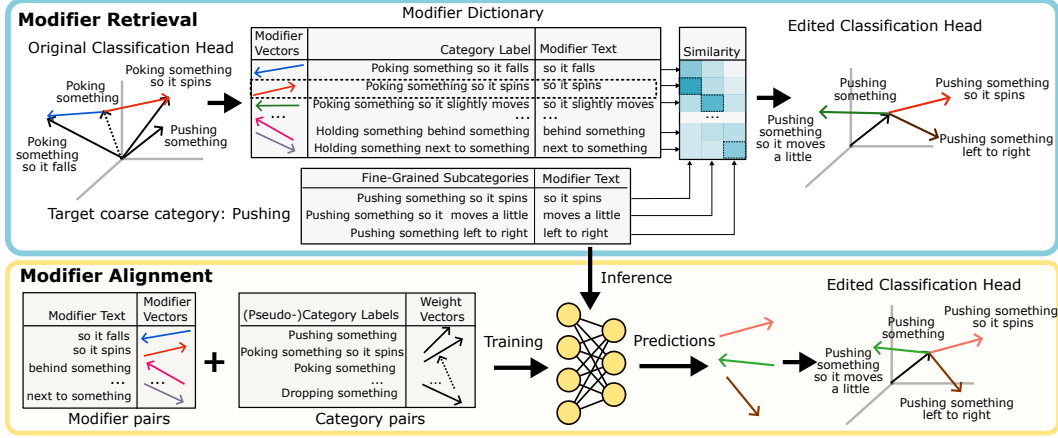 Modifier Retrieval
Original Classification Head
Poking something
so it spins
Poking
something
Pushing
something
Poking
something
so it falls
Target coarse category: Pushing
Modifier Dictionary
Modifier
Vectors
Category Label
Modifier Text
Poking something so it falls
so it falls
Poking something so it spins
so it spins
Poking something so it slightly moves
so it slightly moves
...
...
...
Holding something behind something
behind something
Holding something next to something
next to something
Similarity
...
Fine-Grained Subcategories
Modifier Text
Pushing something so it spins
so it spins
Pushing something so it moves a little
moves a little
Pushing something left to right
left to right
Edited Classification Head
Pushing
something
Pushing something
so it spins
Pushing
something
so it moves
a little
Pushing something
left to right
Modifier Alignment
Modifier Text
Modifier
Vectors
so it falls
so it spins
behind something
...
...
next to something
Modifier pairs
(Pseudo-)Category Labels
Weight
Vectors
Pushing something
Poking something so it spins
Poking something
...
...
Dropping something
Category pairs
Training
Inference
Predictions
Edited Classification Head
Pushing
something
Pushing something
so it spins
Pushing
something
so it moves
a little
Pushing something
left to right